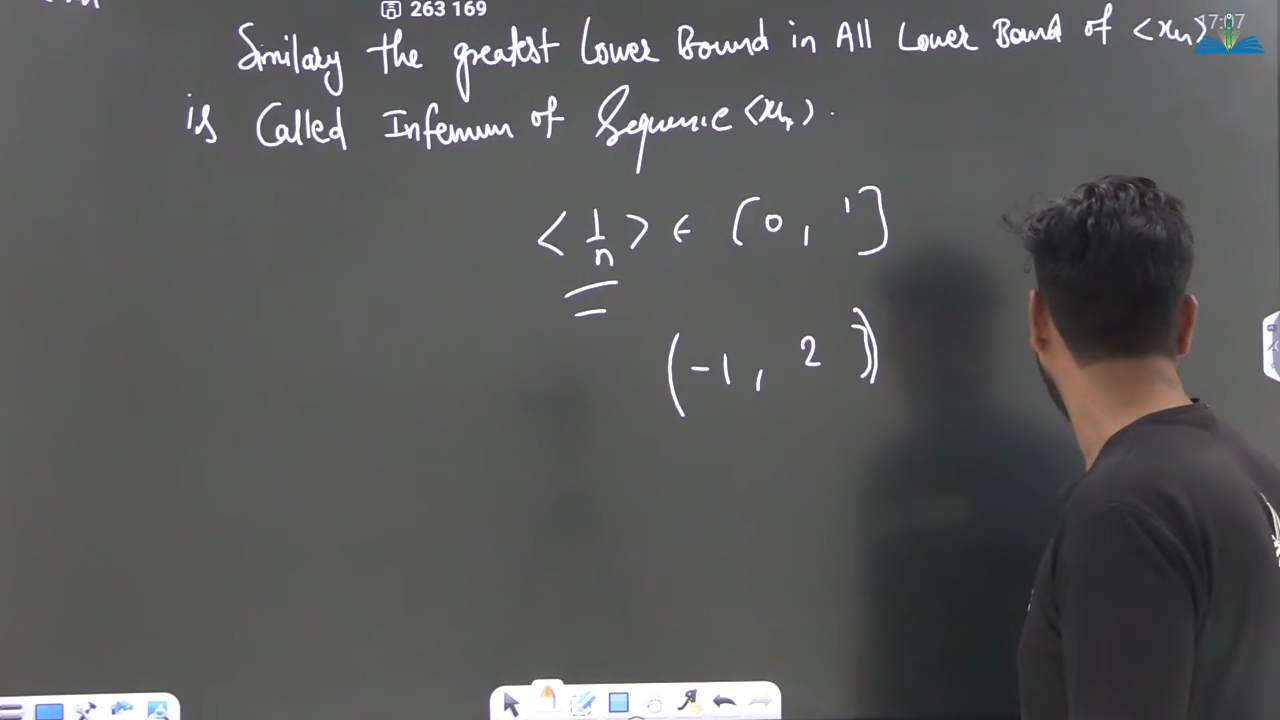 263 169
17:07
Similary the greatest Lower Bound in All Lower Bound of <xn>
is Called Infemum of Sequence <xn>.
< 1/n > ∈ (0, 1]
(-1, 2)